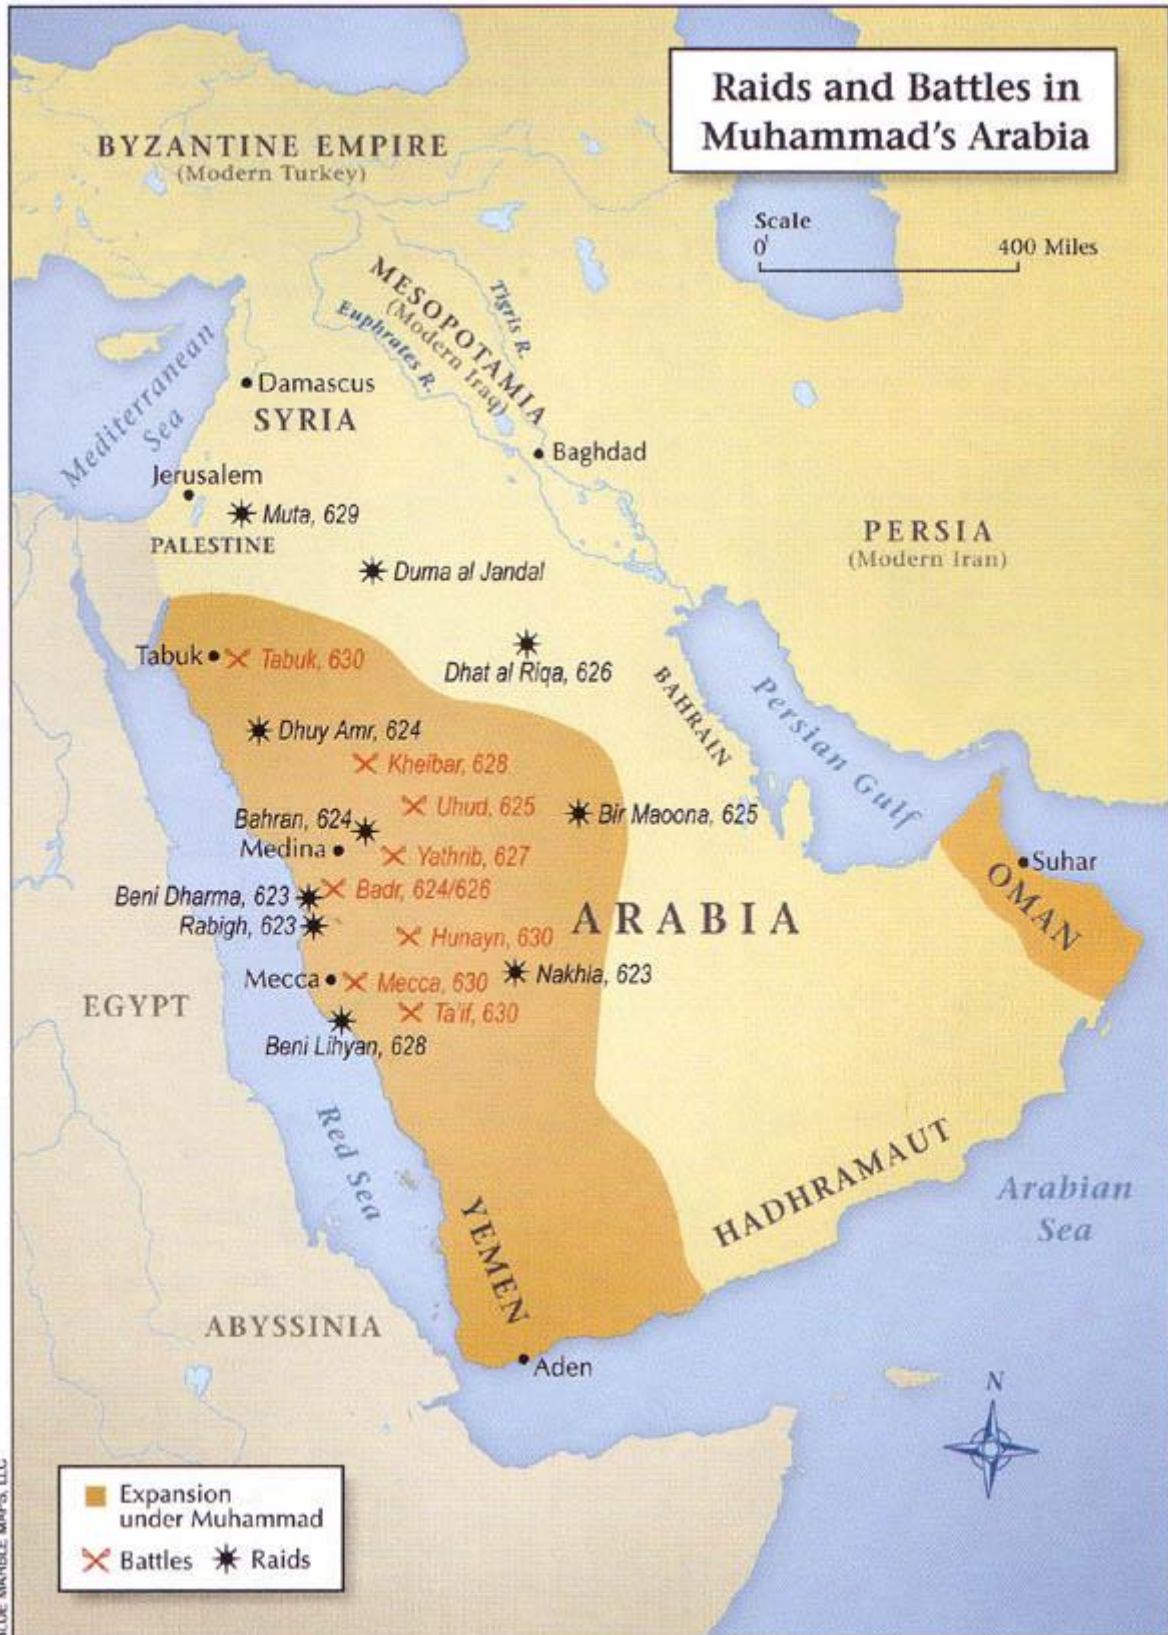 Raids and Battles in
Muhammad's Arabia
BYZANTINE EMPIRE
(Modern Turkey)
Scale
0 400 Miles
MESOPOTAMIA
(Modern Iraq)
Tigris R.
Euphrates R.
Mediterranean
Sea
Damascus
SYRIA
Baghdad
Jerusalem
Muta, 629
PALESTINE
PERSIA
(Modern Iran)
Duma al Jandal
Tabuk
Tabuk, 630
Dhat al Riqa, 626
BAHRAIN
Persian Gulf
Dhuy Amr, 624
Kheibar, 628
Uhud, 625
Bahran, 624
Bir Maoona, 625
Medina
Yathrib, 627
Suhar
OMAN
Beni Dharma, 623
Badr, 624/626
Rabigh, 623
ARABIA
Hunayn, 630
Mecca
Mecca, 630
Nakhla, 623
EGYPT
Ta'if, 630
Beni Lihyan, 628
Red Sea
HADHRAMAUT
Arabian
Sea
YEMEN
ABYSSINIA
Aden
N
Expansion
under Muhammad
Battles Raids
BLUE MARBLE MAPS, LLC